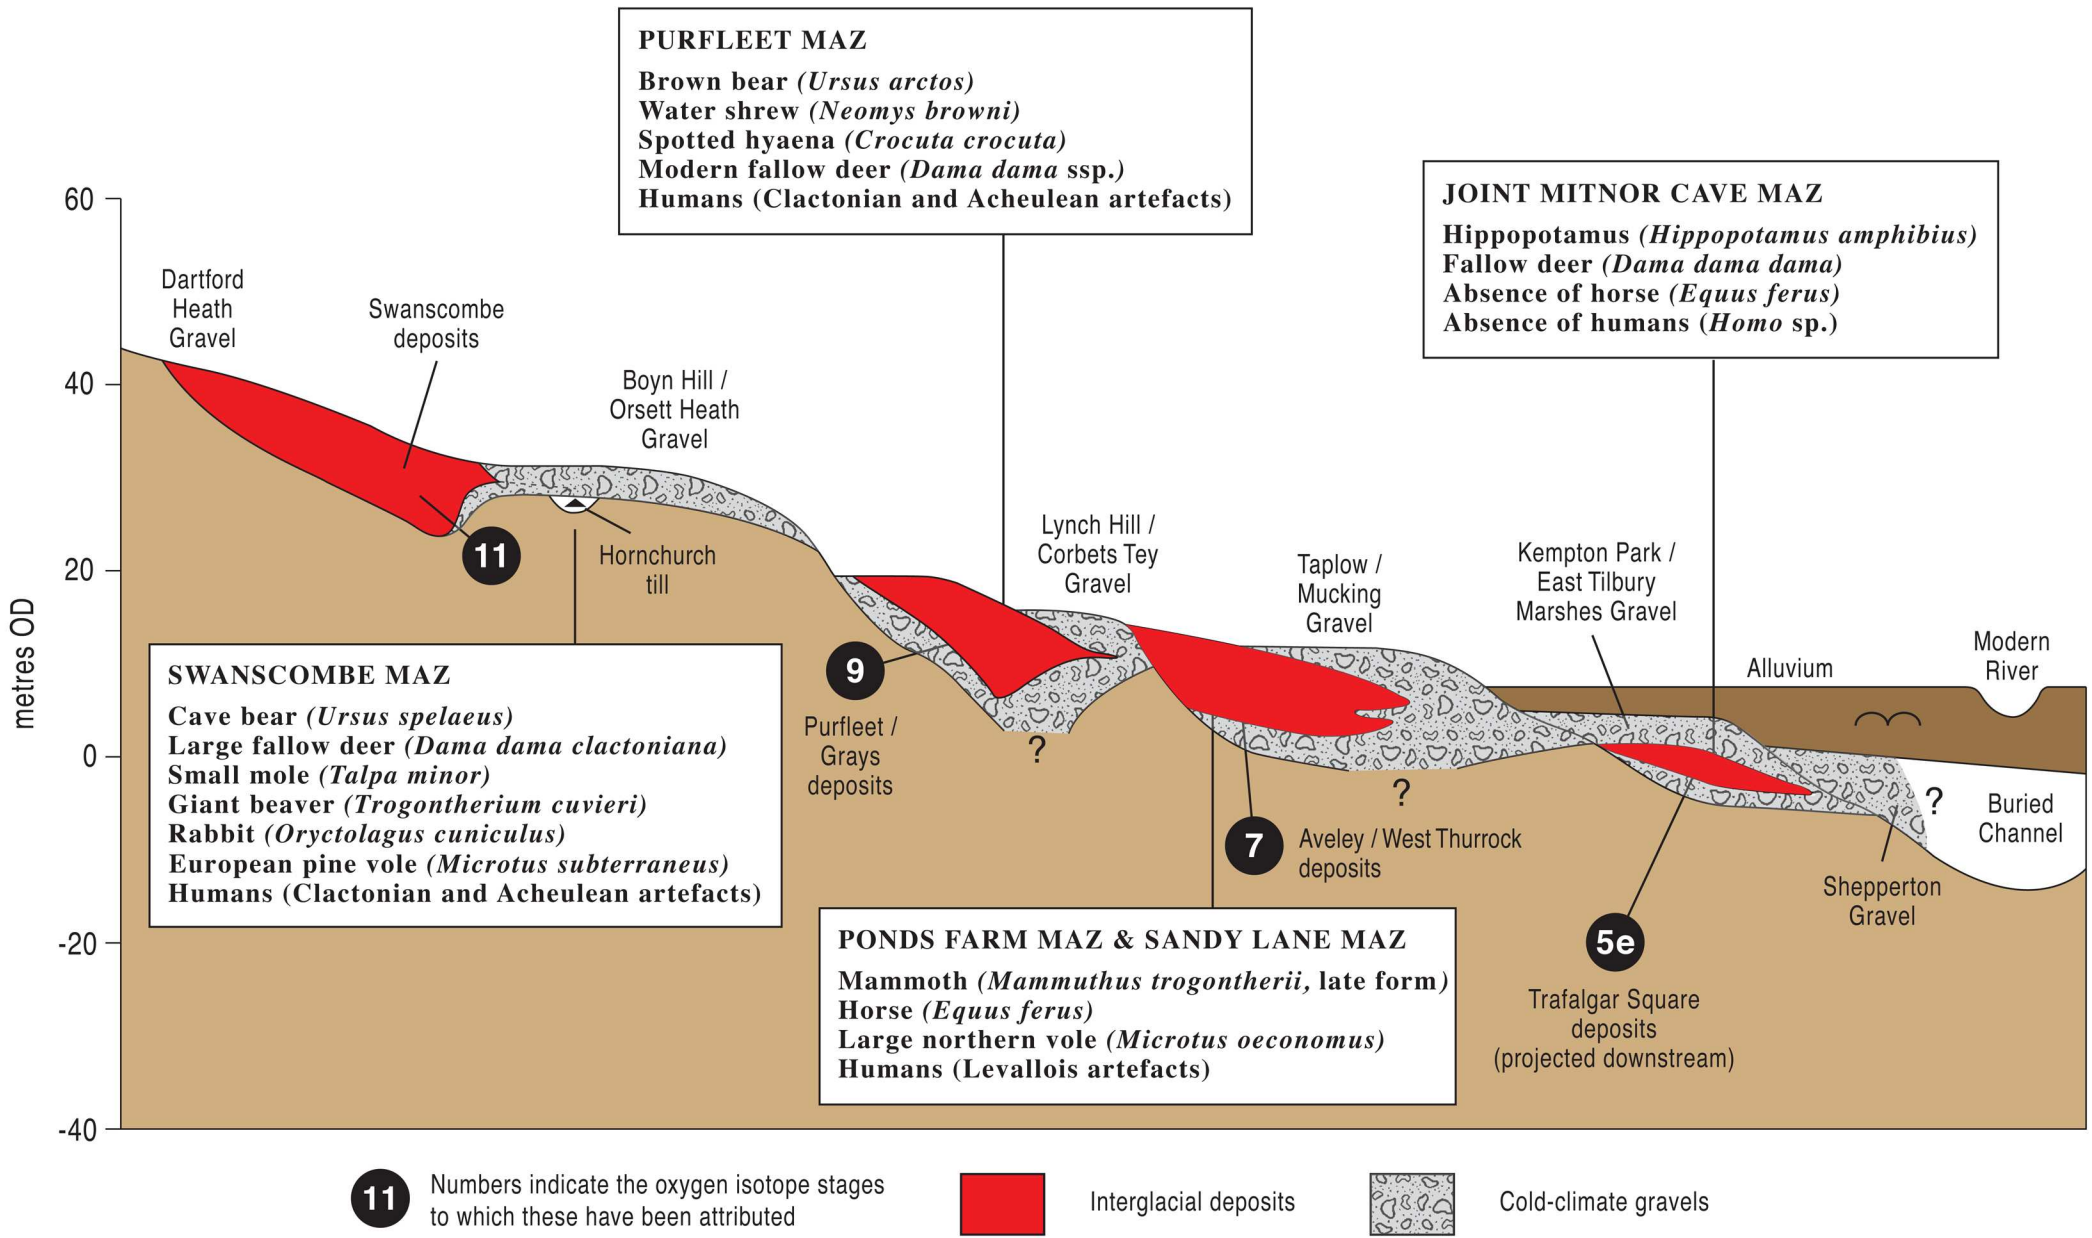 PURFLEET MAZ
Brown bear (Ursus arctos)
Water shrew (Neomys browni)
Spotted hyaena (Crocuta crocuta)
Modern fallow deer (Dama dama ssp.)
Humans (Clactonian and Acheulean artefacts)
JOINT MITNOR CAVE MAZ
Hippopotamus (Hippopotamus amphibius)
Fallow deer (Dama dama dama)
Absence of horse (Equus ferus)
Absence of humans (Homo sp.)
60
40
20
0
-20
-40
metres OD
Dartford
Heath
Gravel
Swanscombe
deposits
Boyn Hill /
Orsett Heath
Gravel
11
Hornchurch
till
Lynch Hill /
Corbets Tey
Gravel
Taplow /
Mucking
Gravel
Kempton Park /
East Tilbury
Marshes Gravel
Alluvium
Modern
River
9
Purfleet /
Grays
deposits
?
?
?
Buried
Channel
7
Aveley / West Thurrock
deposits
Shepperton
Gravel
5e
Trafalgar Square
deposits
(projected downstream)
SWANSCOMBE MAZ
Cave bear (Ursus spelaeus)
Large fallow deer (Dama dama clactoniana)
Small mole (Talpa minor)
Giant beaver (Trogontherium cuvieri)
Rabbit (Oryctolagus cuniculus)
European pine vole (Microtus subterraneus)
Humans (Clactonian and Acheulean artefacts)
PONDS FARM MAZ & SANDY LANE MAZ
Mammoth (Mammuthus trogontherii, late form)
Horse (Equus ferus)
Large northern vole (Microtus oeconomus)
Humans (Levallois artefacts)
11
Numbers indicate the oxygen isotope stages
to which these have been attributed
Interglacial deposits
Cold-climate gravels